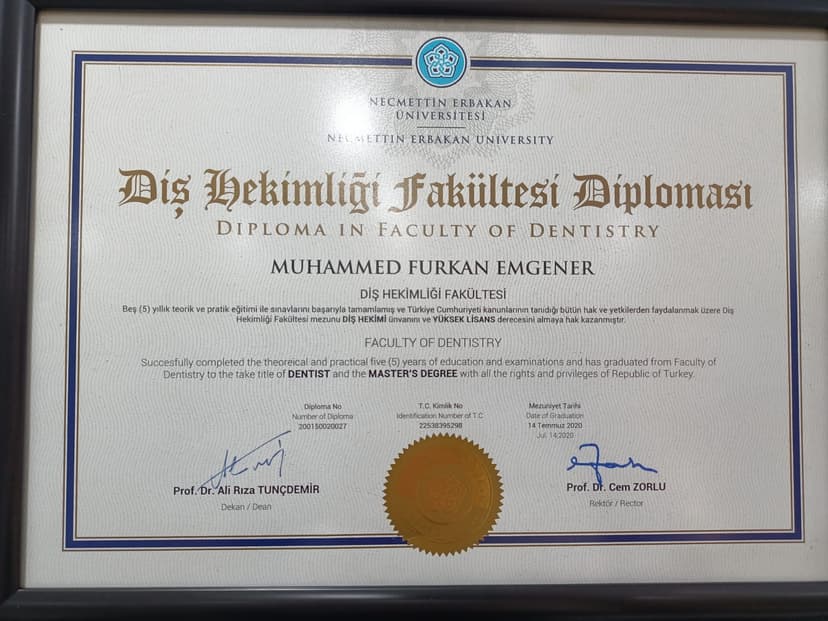 NECMETTİN ERBAKAN
ÜNİVERSİTESİ
NECMETTIN ERBAKAN UNIVERSITY
Diş Hekimliği Fakültesi Diploması
DIPLOMA IN FACULTY OF DENTISTRY
MUHAMMED FURKAN EMGENER
DİŞ HEKİMLİĞİ FAKÜLTESİ
Beş (5) yıllık teorik ve pratik eğitimi ile sınavlarını başarıyla tamamlamış ve Türkiye Cumhuriyeti kanunlarının tanıdığı bütün hak ve yetkilerden faydalanmak üzere Diş
Hekimliği Fakültesi mezunu DİŞ HEKİMİ ünvanını ve YÜKSEK LİSANS derecesini almaya hak kazanmıştır.
FACULTY OF DENTISTRY
Succesfully completed the theoreical and practical five (5) years of education and examinations and has graduated from Faculty of
Dentistry to the take title of DENTIST and the MASTER'S DEGREE with all the rights and privileges of Republic of Turkey.
Diploma No
Number of Diploma
200150020027
T.C. Kimlik No
Identification Number of T.C
22538395298
Mezuniyet Tarihi
Date of Graduation
14 Temmuz 2020
Jul. 14,2020
Prof. Dr. Ali Rıza TUNÇDEMİR
Dekan / Dean
Prof. Dr. Cem ZORLU
Rektör / Rector